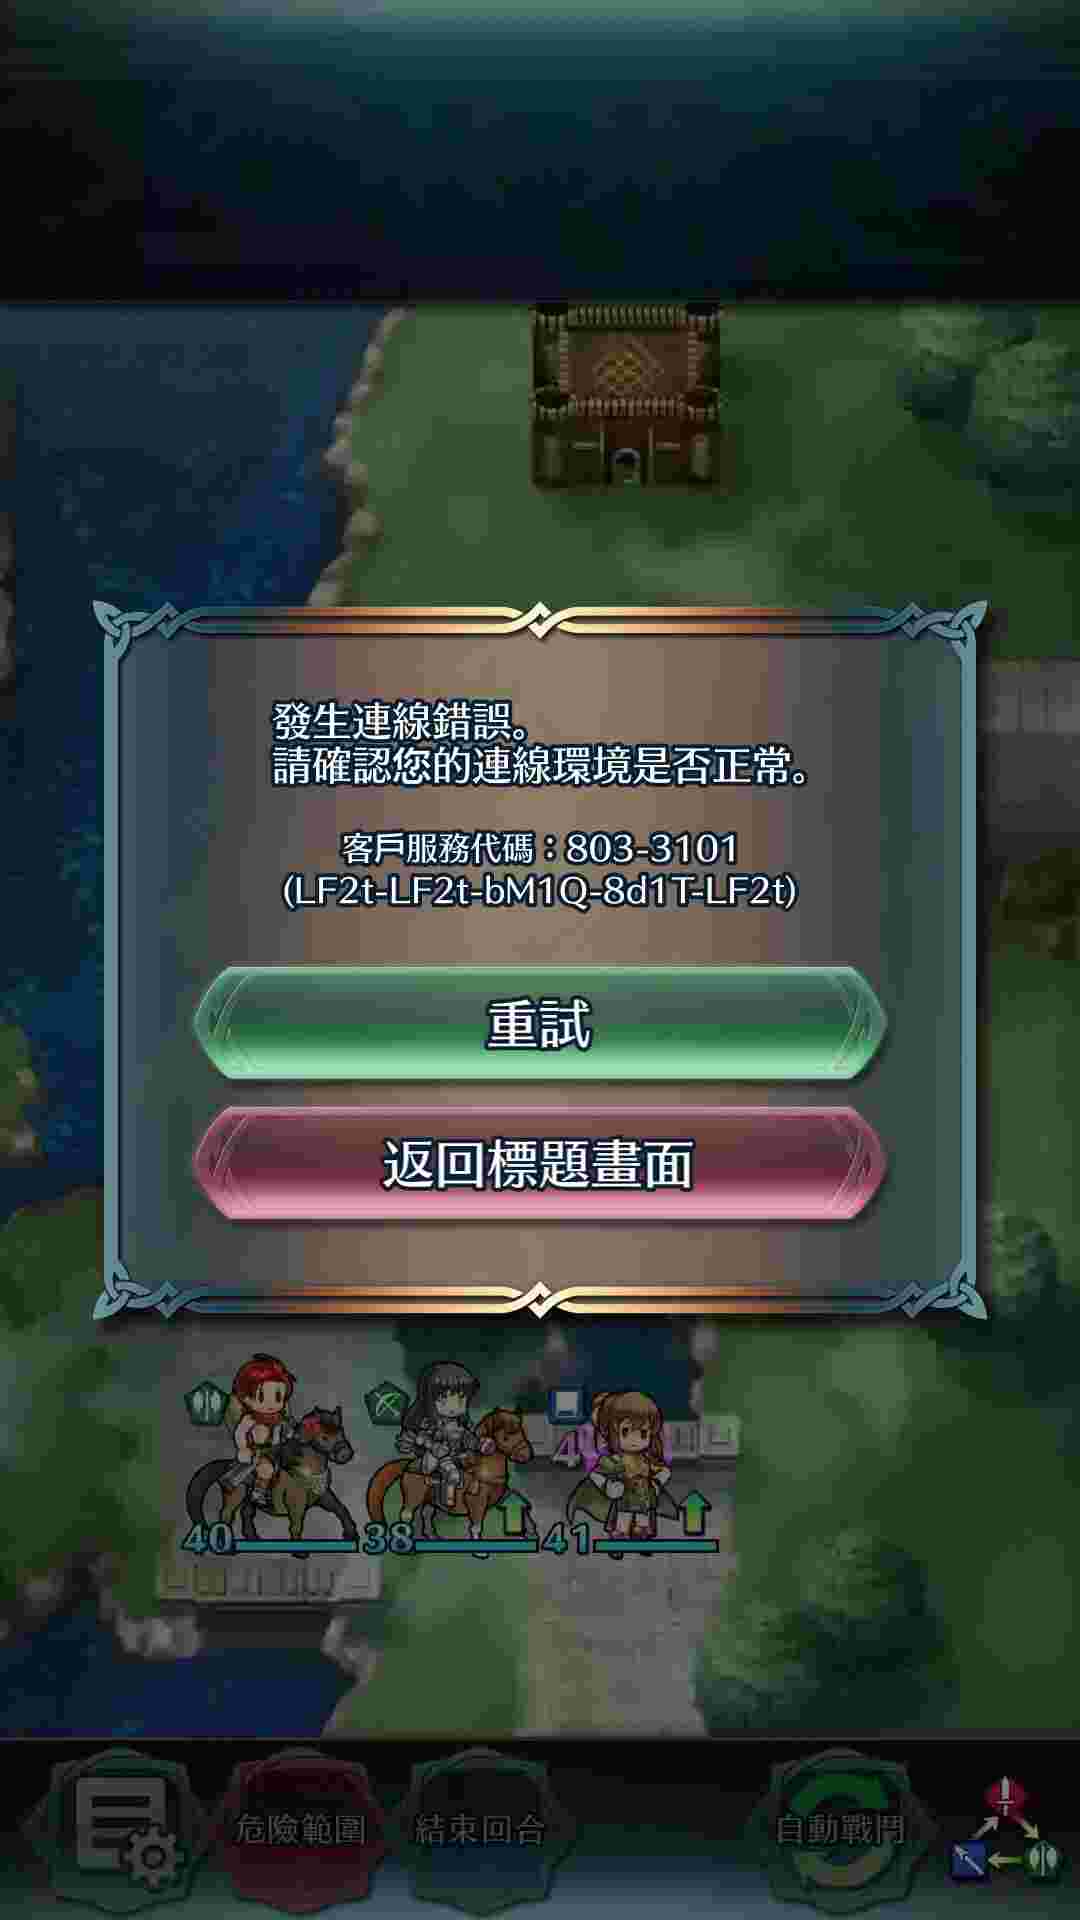 發生連線錯誤。
請確認您的連線環境是否正常。
客戶服務代碼：803-3101
(LF2t-LF2t-bM1Q-8d1T-LF2t)
重試
返回標題畫面
40
38
41
危險範圍
結束回合
自動戰鬥